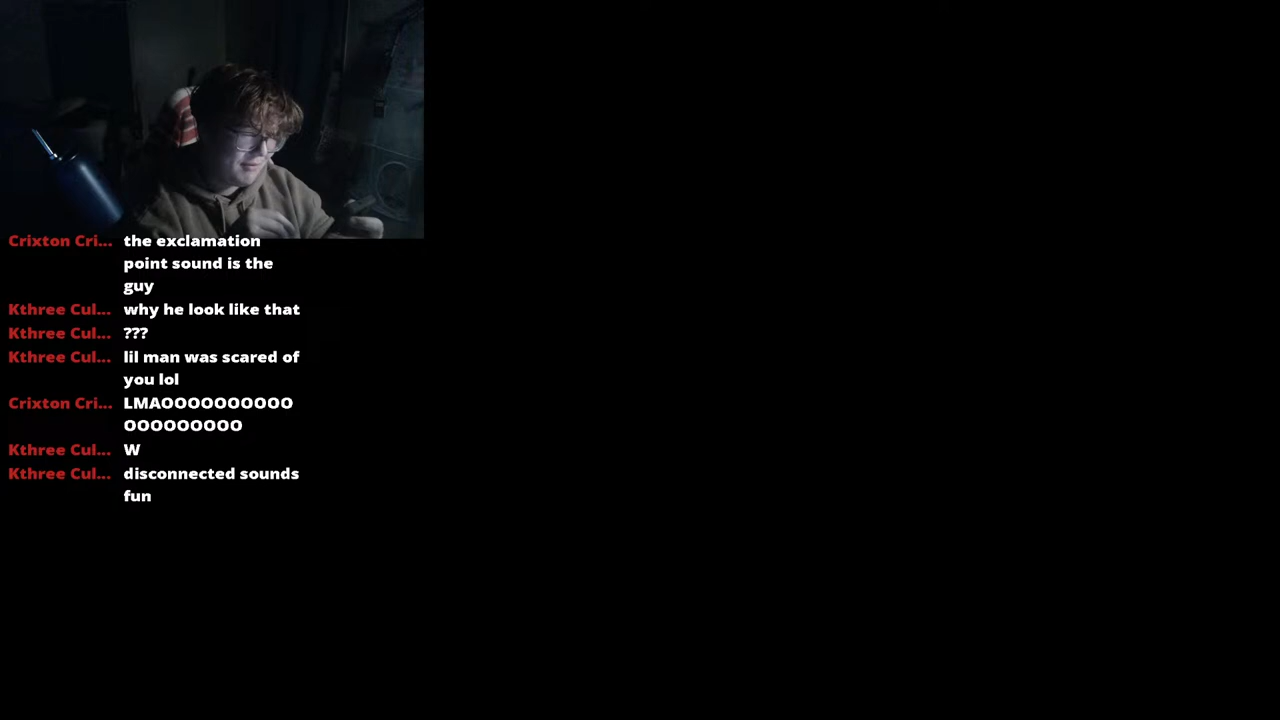 Crixton Cri... the exclamation
point sound is the
guy
Kthree Cul... why he look like that
Kthree Cul... ???
Kthree Cul... lil man was scared of
you lol
Crixton Cri... LMAOOOOOOOOOO
OOOOOOOOO
Kthree Cul... W
Kthree Cul... disconnected sounds
fun